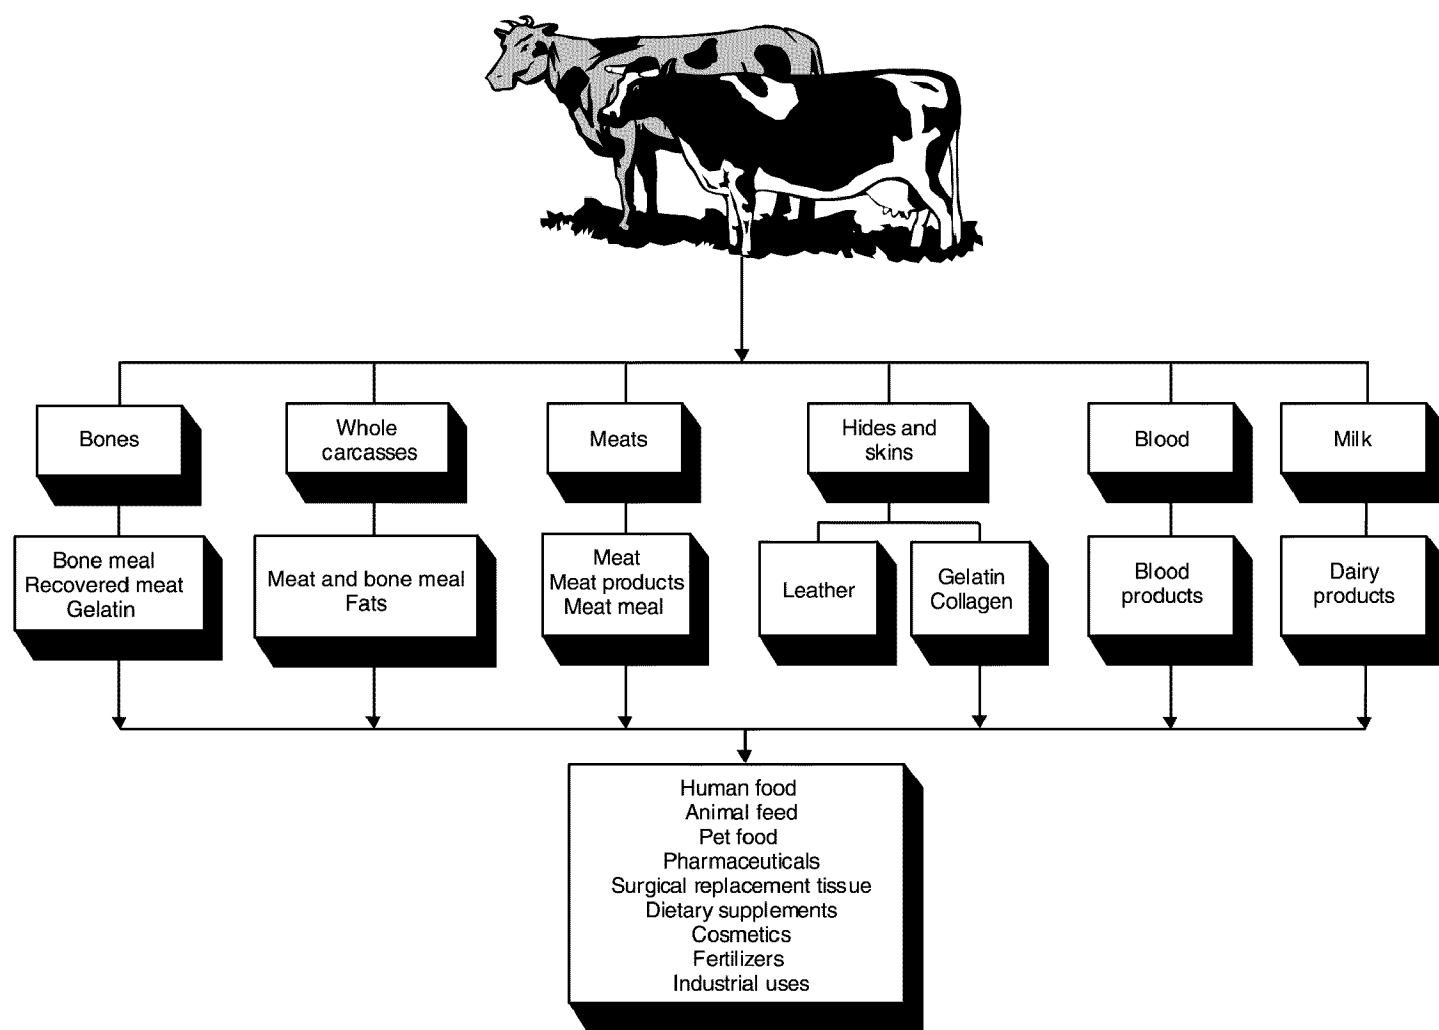 Bones
Whole
carcasses
Meats
Hides and
skins
Blood
Milk
Bone meal
Recovered meat
Gelatin
Meat and bone meal
Fats
Meat
Meat products
Meat meal
Leather
Gelatin
Collagen
Blood
products
Dairy
products
Human food
Animal feed
Pet food
Pharmaceuticals
Surgical replacement tissue
Dietary supplements
Cosmetics
Fertilizers
Industrial uses